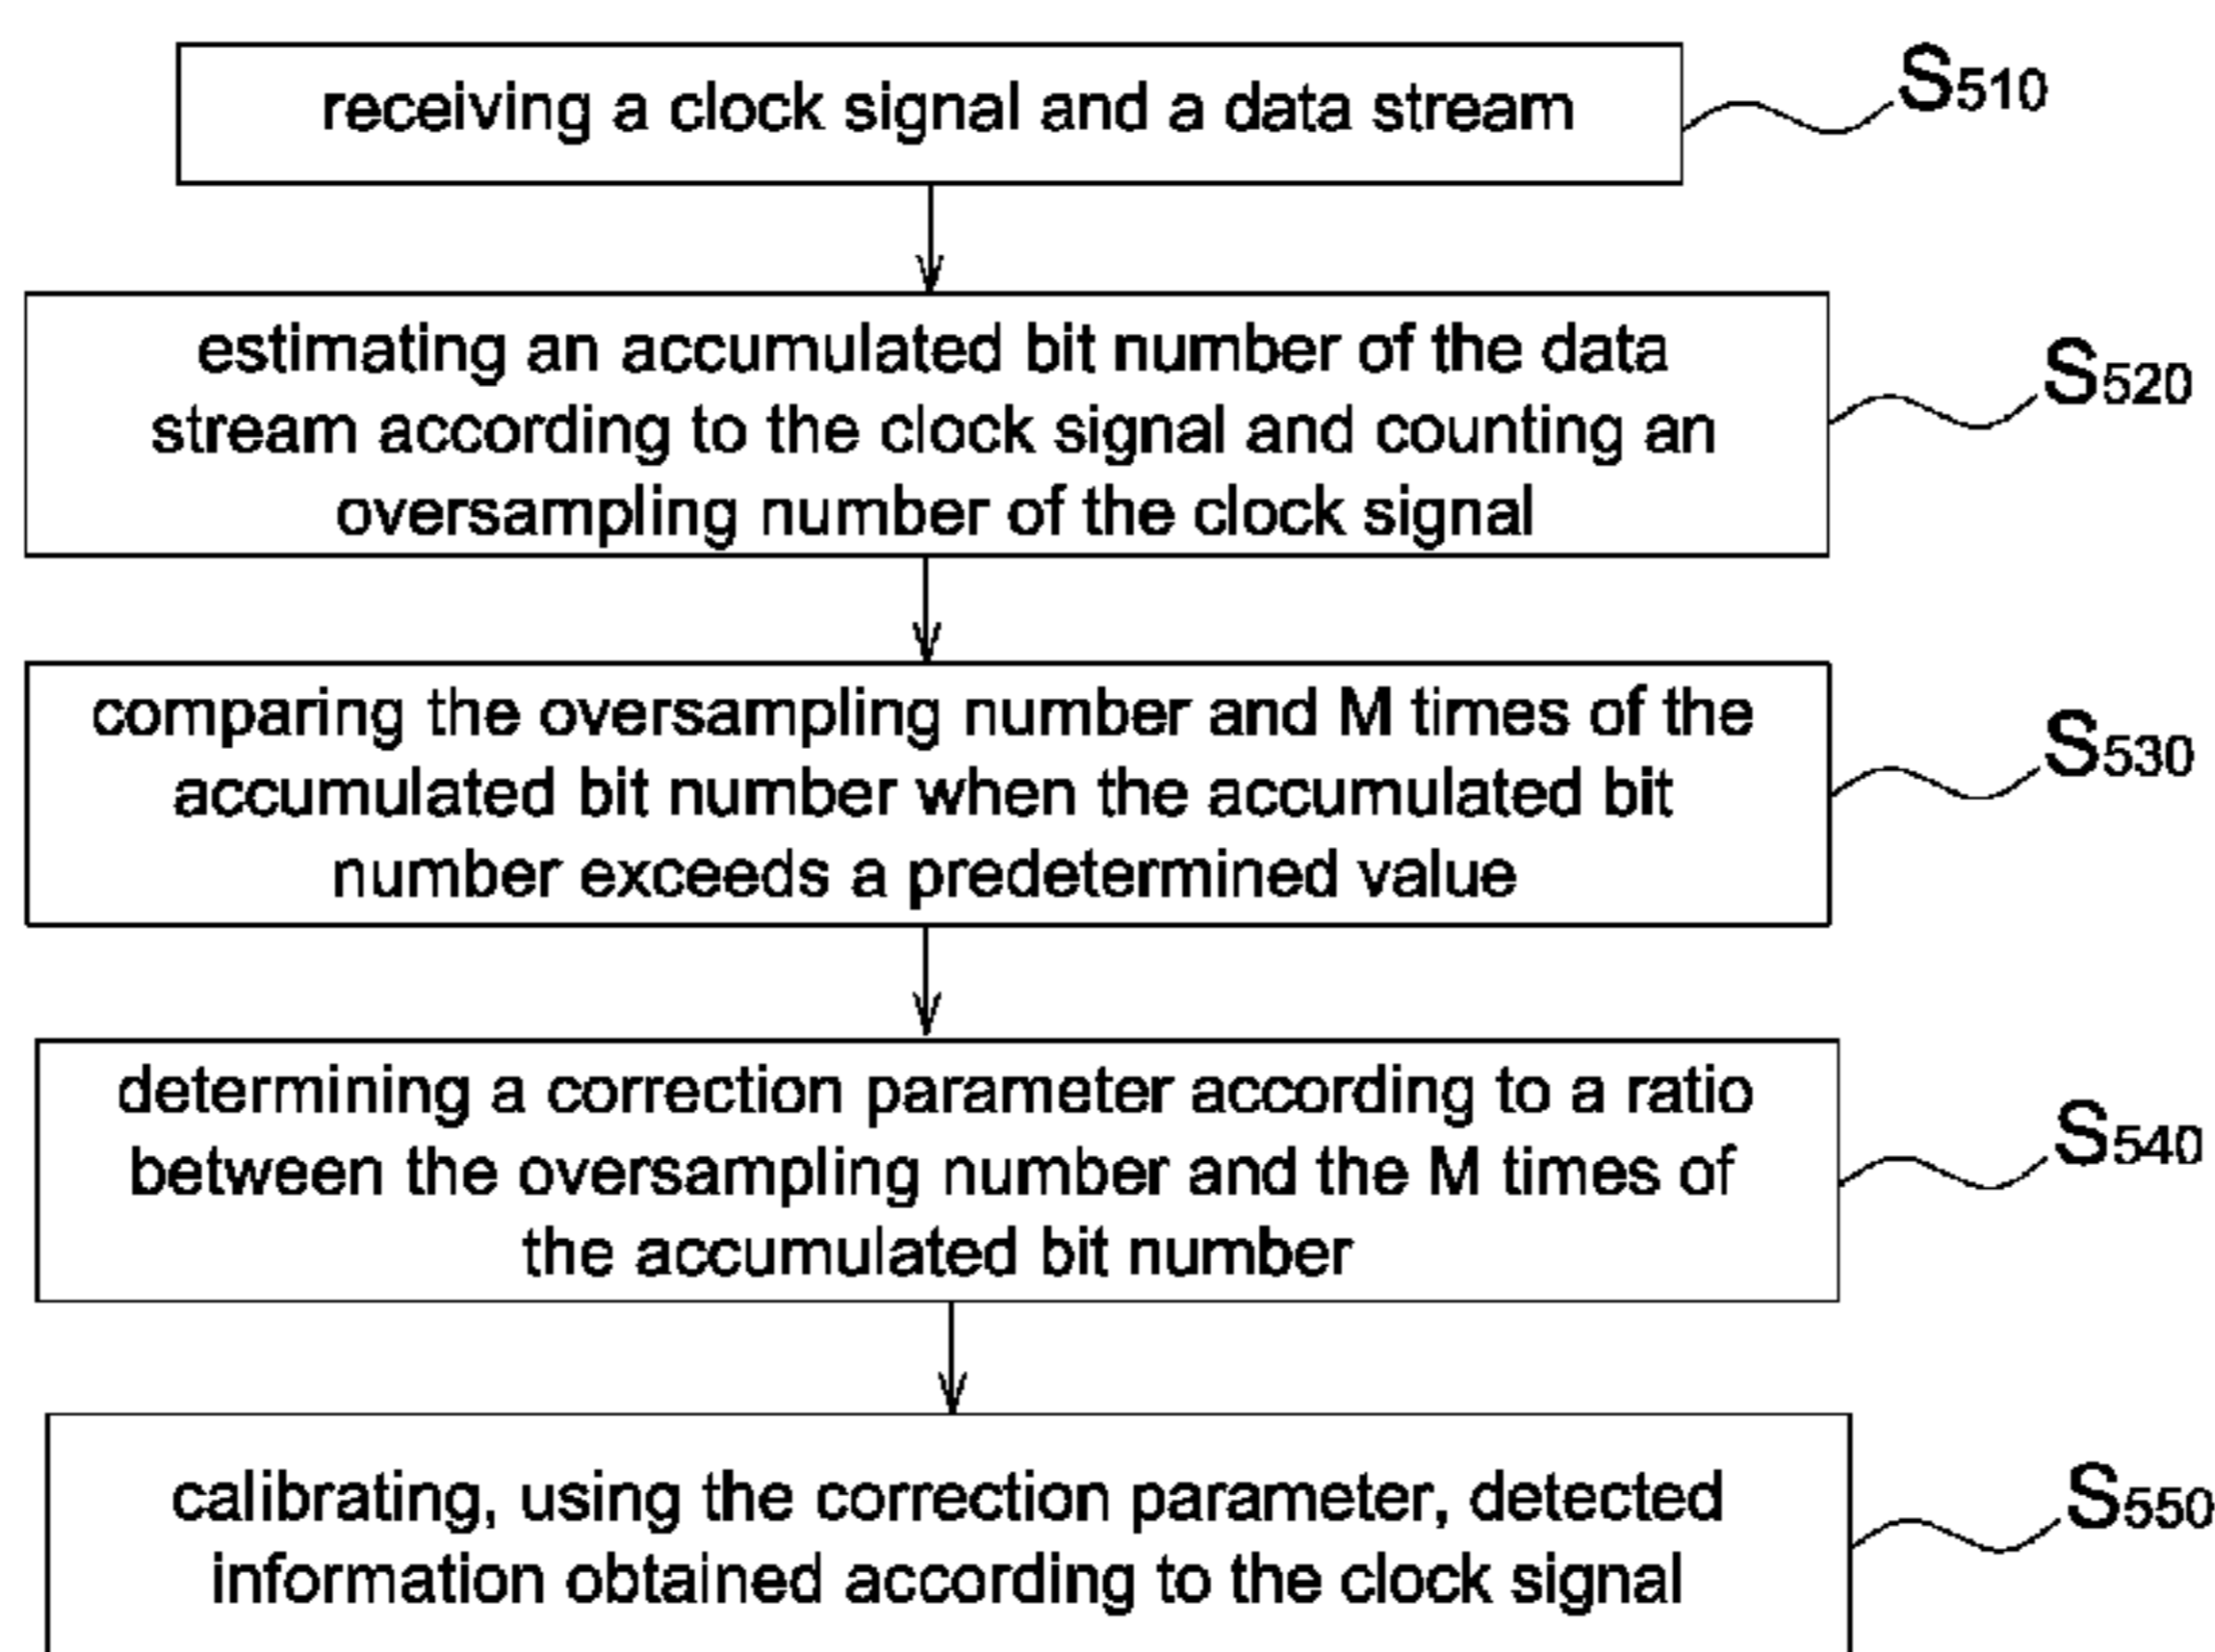 receiving a clock signal and a data stream
S510
estimating an accumulated bit number of the data
stream according to the clock signal and counting an
oversampling number of the clock signal
S520
comparing the oversampling number and M times of the
accumulated bit number when the accumulated bit
number exceeds a predetermined value
S530
determining a correction parameter according to a ratio
between the oversampling number and the M times of
the accumulated bit number
S540
calibrating, using the correction parameter, detected
information obtained according to the clock signal
S550